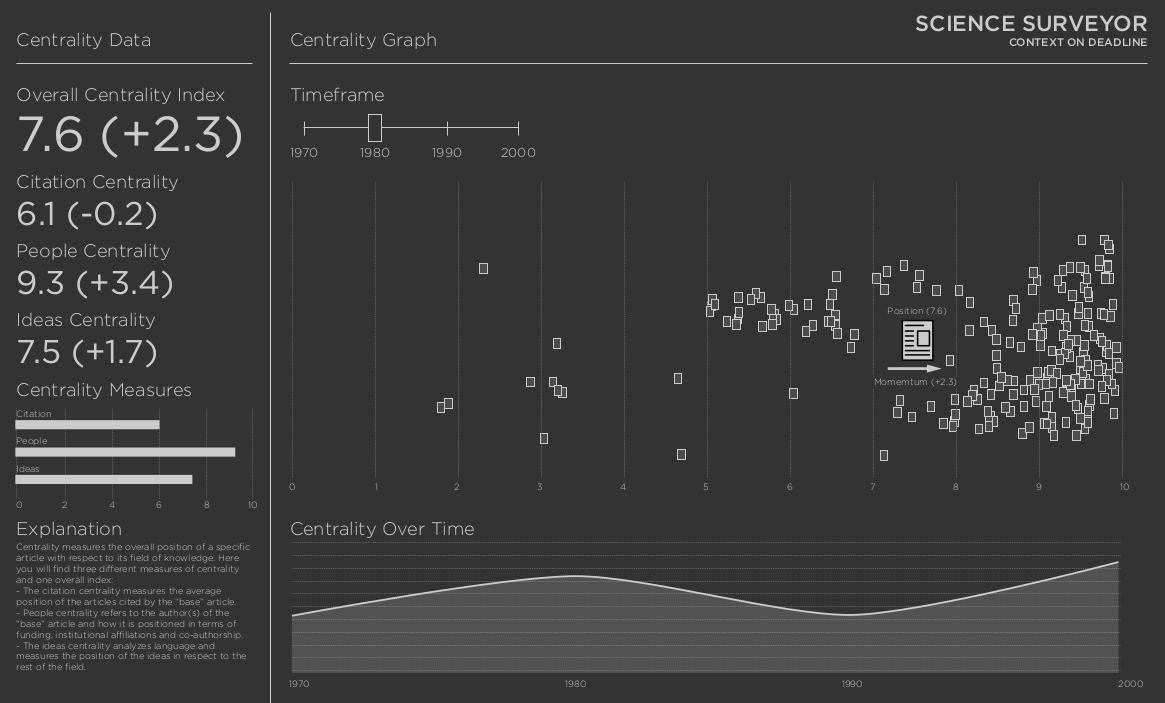 SCIENCE SURVEYOR
CONTEXT ON DEADLINE
Centrality Data
Overall Centrality Index
7.6 (+2.3)
Citation Centrality
6.1 (-0.2)
People Centrality
9.3 (+3.4)
Ideas Centrality
7.5 (+1.7)
Centrality Measures
Citation
People
Ideas
0 2 4 6 8 10
Explanation
Centrality measures the overall position of a specific
article with respect to its field of knowledge. Here
you will find three different measures of centrality
and one overall index:
- The citation centrality measures the average
position of the articles cited by the "base" article.
- People centrality refers to the author(s) of the
"base" article and how it is positioned in terms of
funding, institutional affiliations and co-authorship.
- The ideas centrality analyzes language and
measures the position of the ideas in respect to the
rest of the field.
Centrality Graph
Timeframe
1970 1980 1990 2000
Position (7.6)
Momemtum (+2.3)
0 1 2 3 4 5 6 7 8 9 10
Centrality Over Time
1970 1980 1990 2000